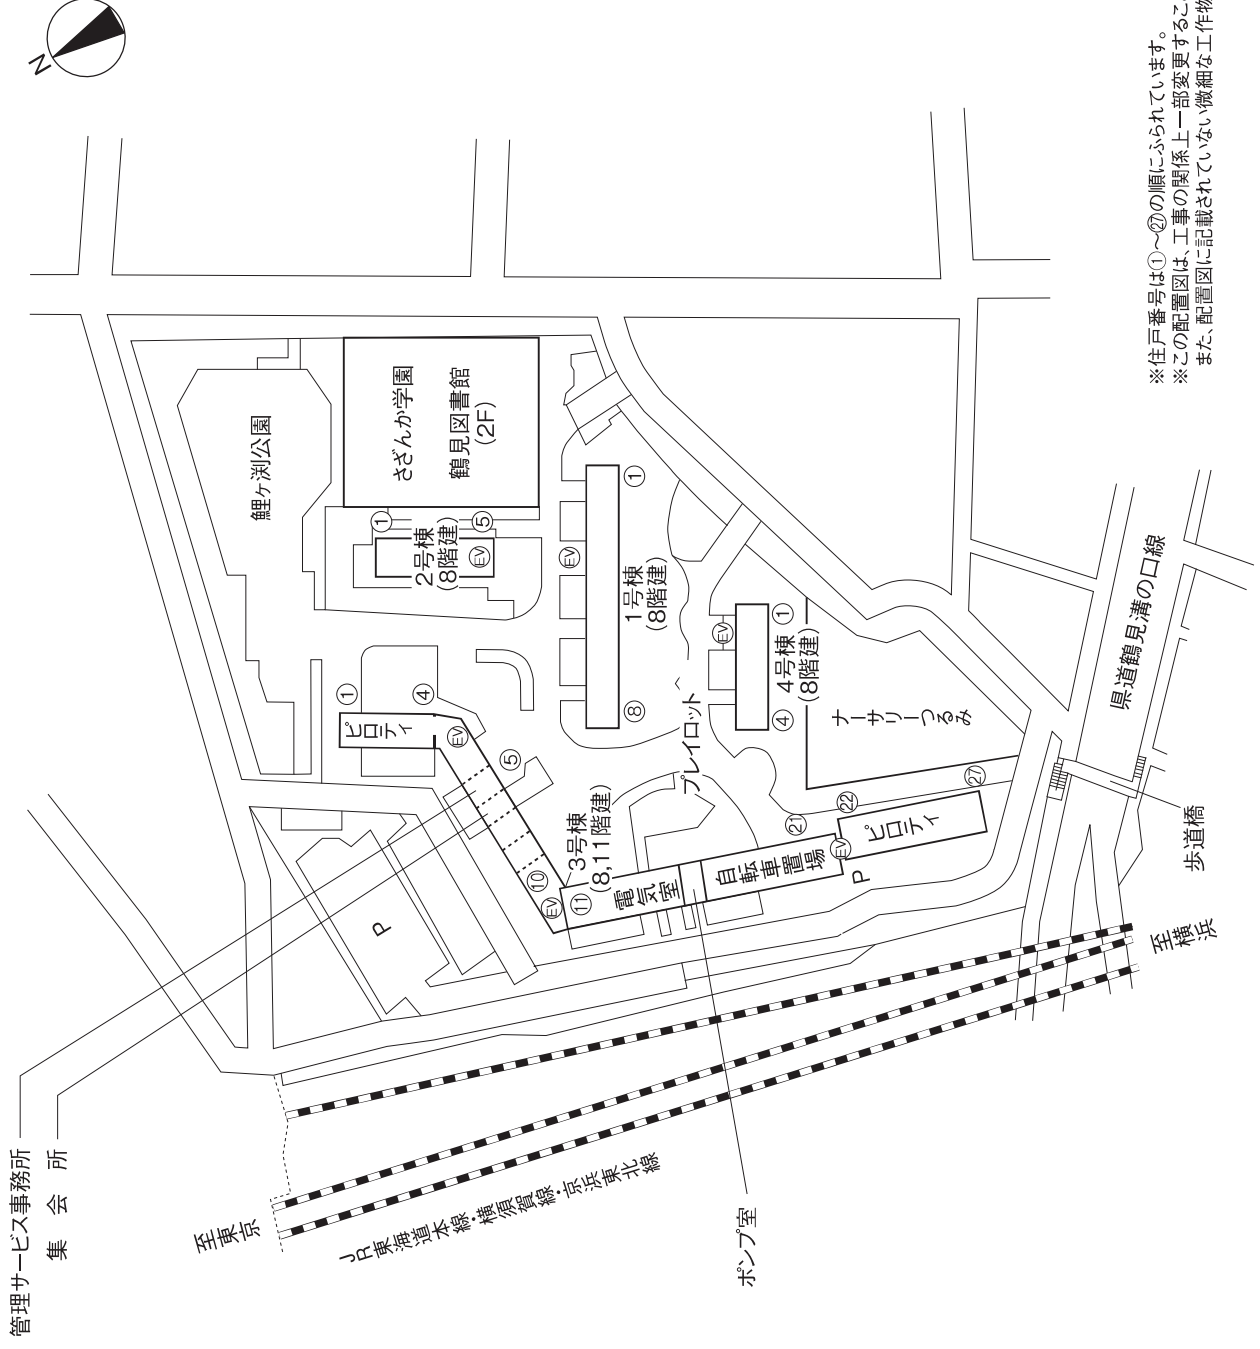 N
※住戸番号は①～㉗の順にふられています。
※この配置図は、工事の関係上一部変更するこ
また、配置図に記載されていない微細な工作物
鯉ヶ渕公園
さざんか学園
鶴見図書館
(2F)
①
⑤
EV
2号棟
(8階建)
①
EV
1号棟
(8階建)
⑧
①
EV
4号棟
(8階建)
④
ナーサリーつるみ
プレイロット
①
ピロティ
④
EV
⑤
3号棟
(8,11階建)
⑩
EV
⑪
電気室
自転車置場
㉑
㉒
EV
ピロティ
㉗
P
P
県道鶴見溝の口線
歩道橋
至横浜
至東京
JR東海道本線・横須賀線・京浜東北線
ポンプ室
管理サービス事務所
集会所